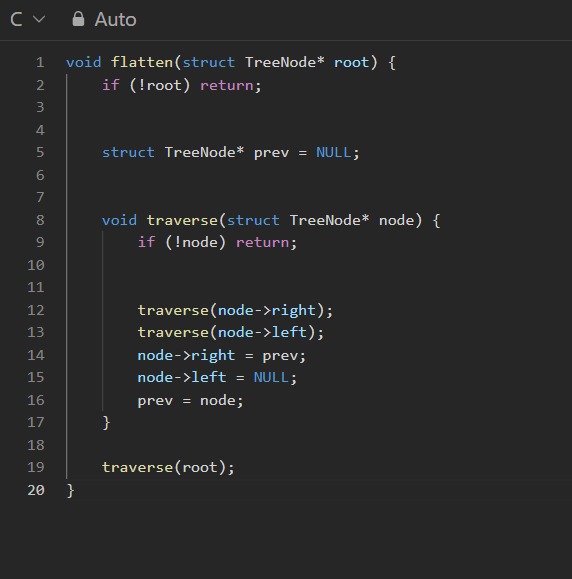 C Auto
1 void flatten(struct TreeNode* root) {
2     if (!root) return;
3
4
5     struct TreeNode* prev = NULL;
6
7
8     void traverse(struct TreeNode* node) {
9         if (!node) return;
10
11
12         traverse(node->right);
13         traverse(node->left);
14         node->right = prev;
15         node->left = NULL;
16         prev = node;
17     }
18
19     traverse(root);
20 }